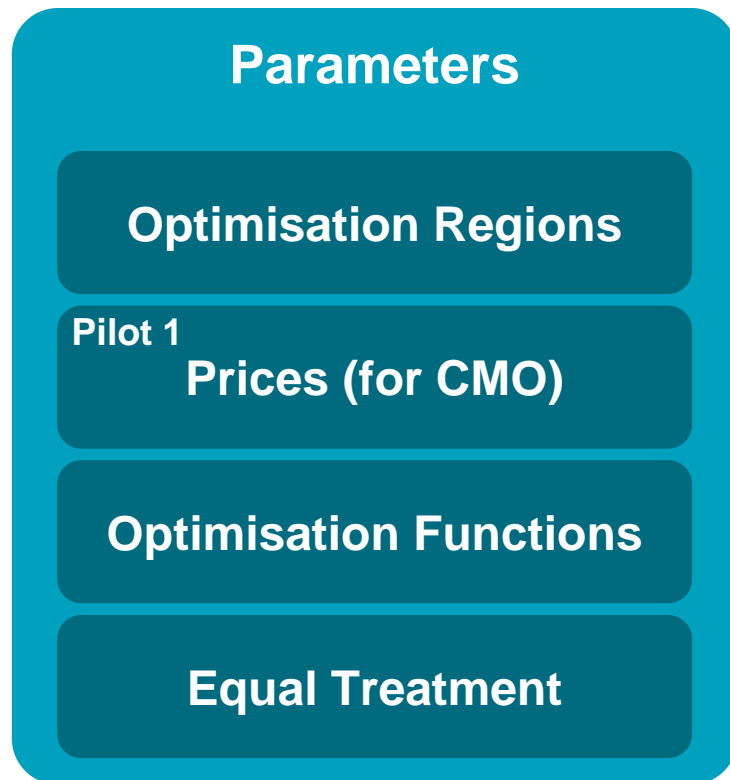 Parameters
Optimisation Regions
Pilot 1
Prices (for CMO)
Optimisation Functions
Equal Treatment